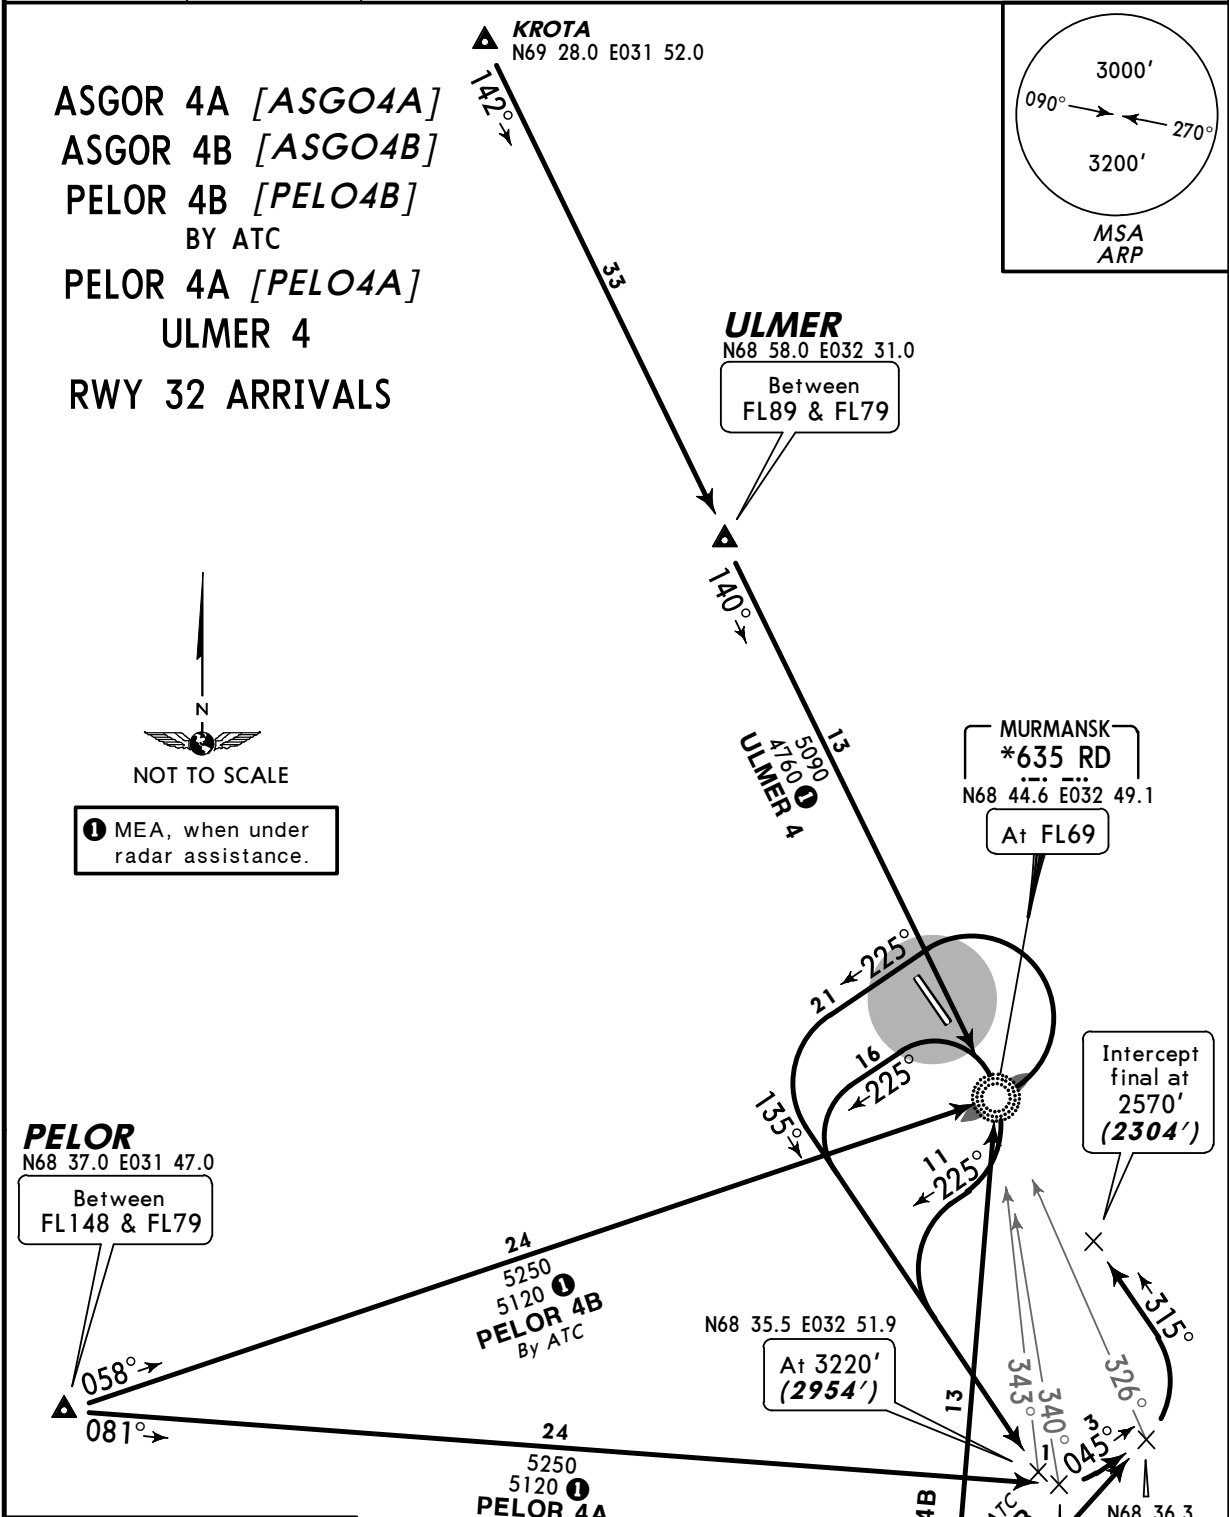 KROTA
N69 28.0 E031 52.0
142°
33
ASGOR 4A [ASGO4A]
ASGOR 4B [ASGO4B]
PELOR 4B [PELO4B]
BY ATC
PELOR 4A [PELO4A]
ULMER 4
RWY 32 ARRIVALS
3000'
090°
270°
3200'
MSA
ARP
ULMER
N68 58.0 E032 31.0
Between
FL89 & FL79
140°
13
5090
4760 1
ULMER 4
N
NOT TO SCALE
1 MEA, when under
radar assistance.
MURMANSK
*635 RD
N68 44.6 E032 49.1
At FL69
225°
21
16
225°
135°
11
225°
Intercept
final at
2570'
(2304')
PELOR
N68 37.0 E031 47.0
Between
FL148 & FL79
058°
24
5250
5120 1
PELOR 4B
By ATC
081°
24
5250
5120 1
PELOR 4A
N68 35.5 E032 51.9
At 3220'
(2954')
13
343°
340°
326°
315°
1
3
045°
4B
ATC
N68 36.3